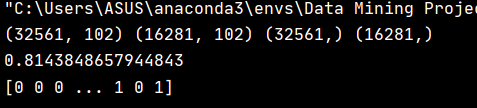 "C:\Users\ASUS\anaconda3\envs\Data Mining Proje
(32561, 102) (16281, 102) (32561,) (16281,)
0.8143848657944843
[0 0 0 ... 1 0 1]